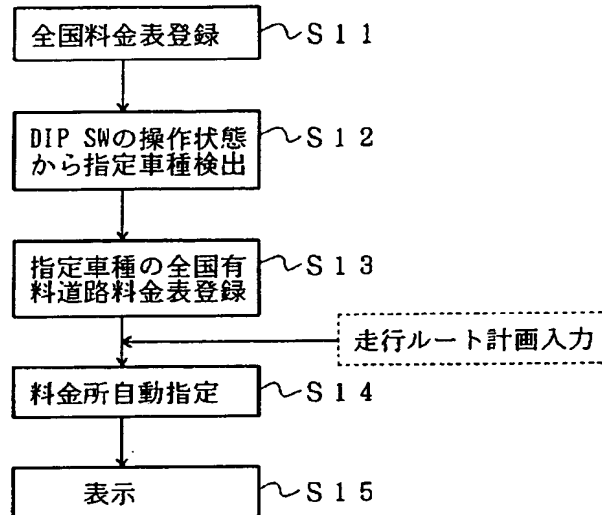 全国料金表登録 S11
DIP SWの操作状態
から指定車種検出
S12
指定車種の全国有
料道路料金表登録
S13
走行ルート計画入力
料金所自動指定 S14
表示 S15